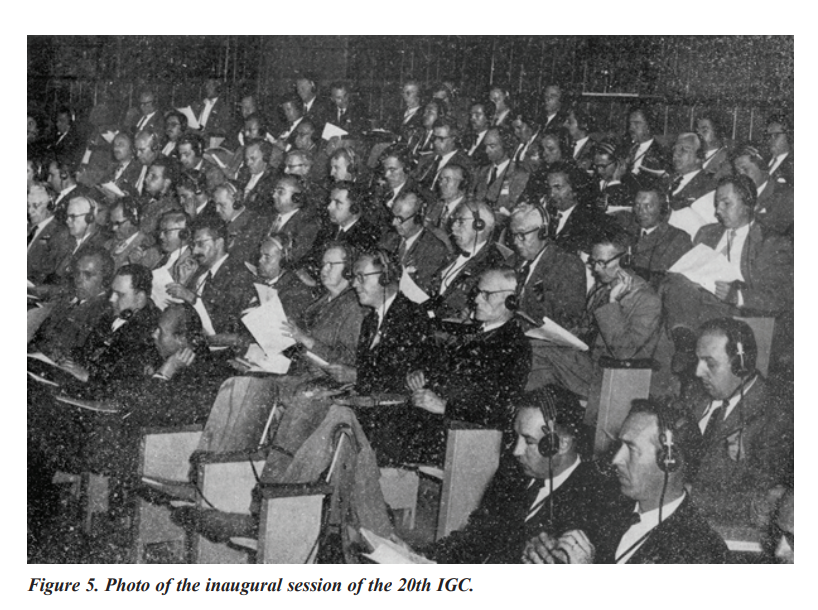 Figure 5. Photo of the inaugural session of the 20th IGC.